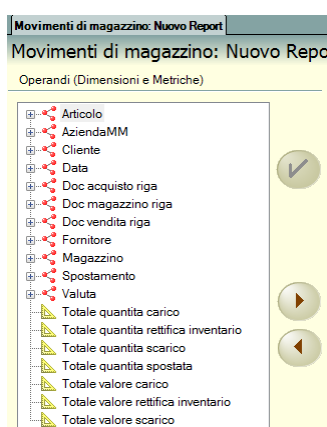 Movimenti di magazzino: Nuovo Report
Movimenti di magazzino: Nuovo Repo
Operandi (Dimensioni e Metriche)
Articolo
AziendaMM
Cliente
Data
Doc acquisto riga
Doc magazzino riga
Doc vendita riga
Fornitore
Magazzino
Spostamento
Valuta
Totale quantita carico
Totale quantita rettifica inventario
Totale quantita scarico
Totale quantita spostata
Totale valore carico
Totale valore rettifica inventario
Totale valore scarico